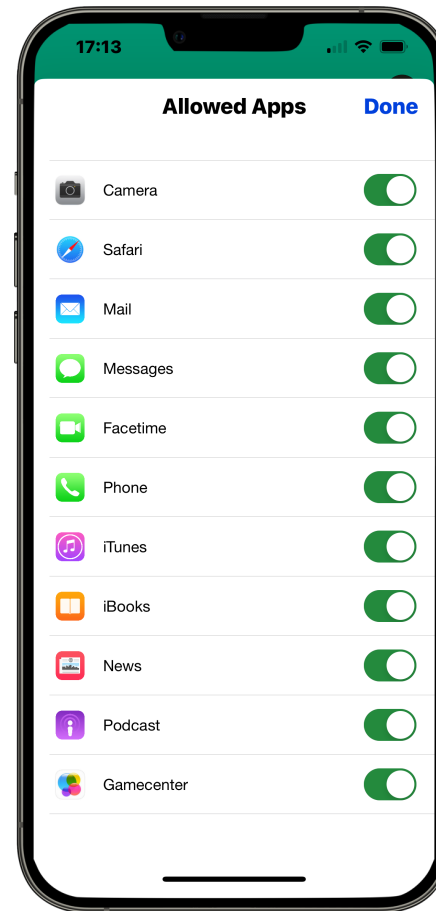 17:13
Allowed Apps Done
Camera
Safari
Mail
Messages
Facetime
Phone
iTunes
iBooks
News
Podcast
Gamecenter